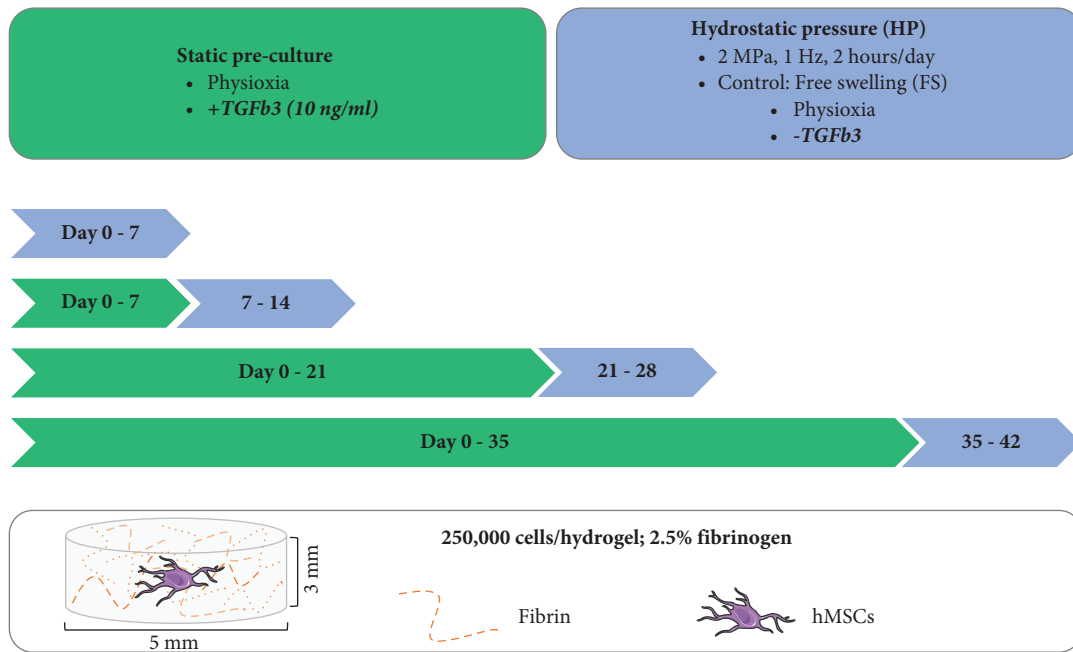 Static pre-culture
• Physioxia
• +TGFb3 (10 ng/ml)
Hydrostatic pressure (HP)
• 2 MPa, 1 Hz, 2 hours/day
• Control: Free swelling (FS)
• Physioxia
• -TGFb3
Day 0 - 7
Day 0 - 7
7 - 14
Day 0 - 21
21 - 28
Day 0 - 35
35 - 42
250,000 cells/hydrogel; 2.5% fibrinogen
3 mm
5 mm
Fibrin
hMSCs